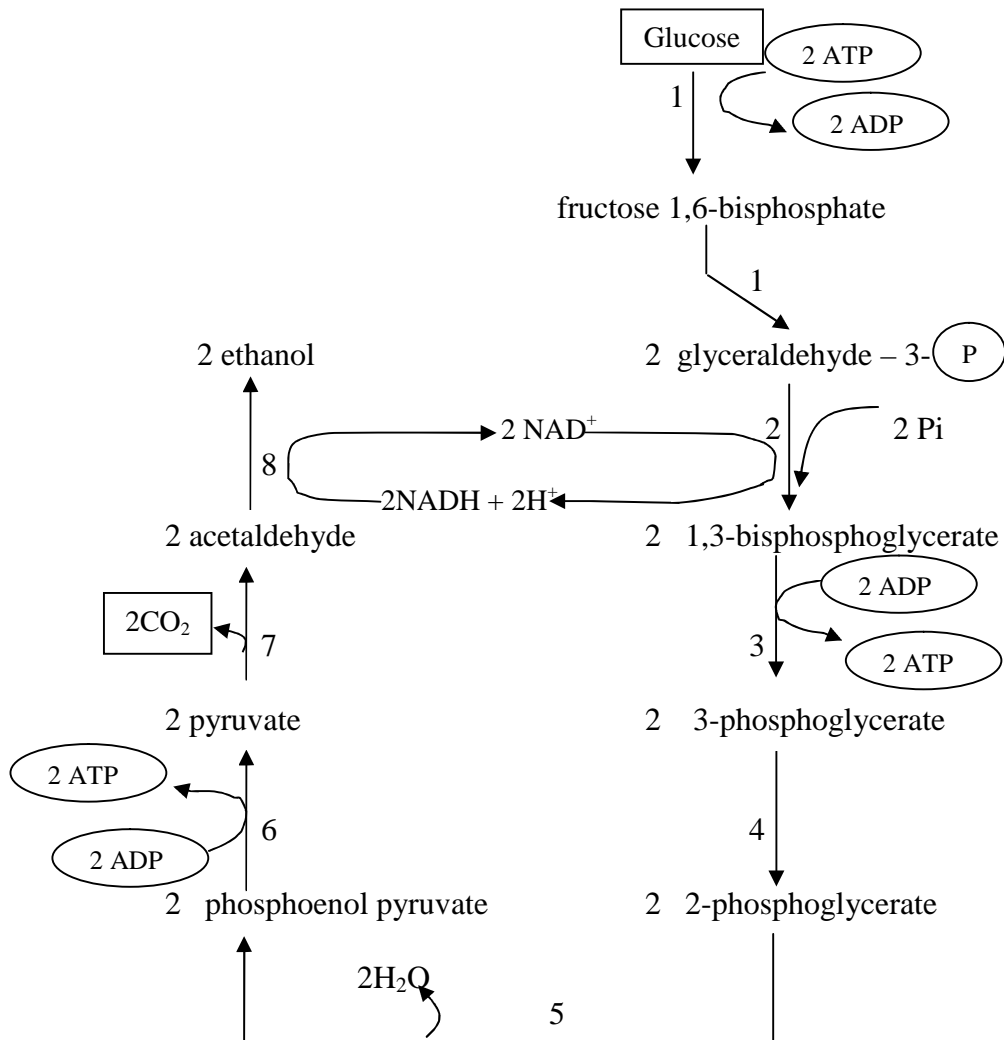 Glucose
2 ATP
1
2 ADP
fructose 1,6-bisphosphate
1
2 ethanol
2 glyceraldehyde – 3- P
2 NAD⁺
2
2 Pi
8
2NADH + 2H⁺
2 acetaldehyde
2 1,3-bisphosphoglycerate
2 ADP
2CO₂
7
3
2 ATP
2 pyruvate
2 3-phosphoglycerate
2 ATP
6
4
2 ADP
2 phosphoenol pyruvate
2 2-phosphoglycerate
2H₂O
5